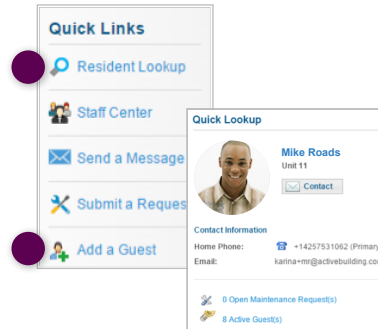 Quick Links
Resident Lookup
Staff Center
Send a Message
Submit a Reques
Add a Guest
Quick Lookup
Mike Roads
Unit 11
Contact
Contact Information
Home Phone: +14257531062 (Primary
Email: karina+mr@activebuilding.co
0 Open Maintenance Request(s)
8 Active Guest(s)